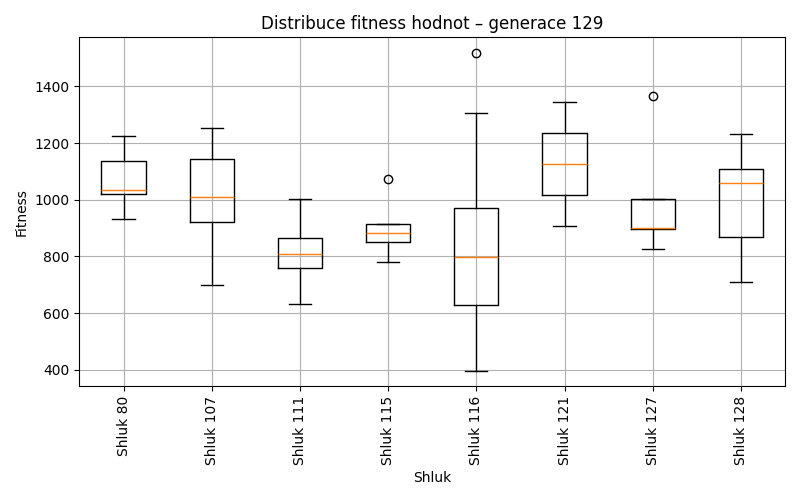 Distribuce fitness hodnot – generace 129
Fitness
1400
1200
1000
800
600
400
Shluk 80
Shluk 107
Shluk 111
Shluk 115
Shluk 116
Shluk 121
Shluk 127
Shluk 128
Shluk